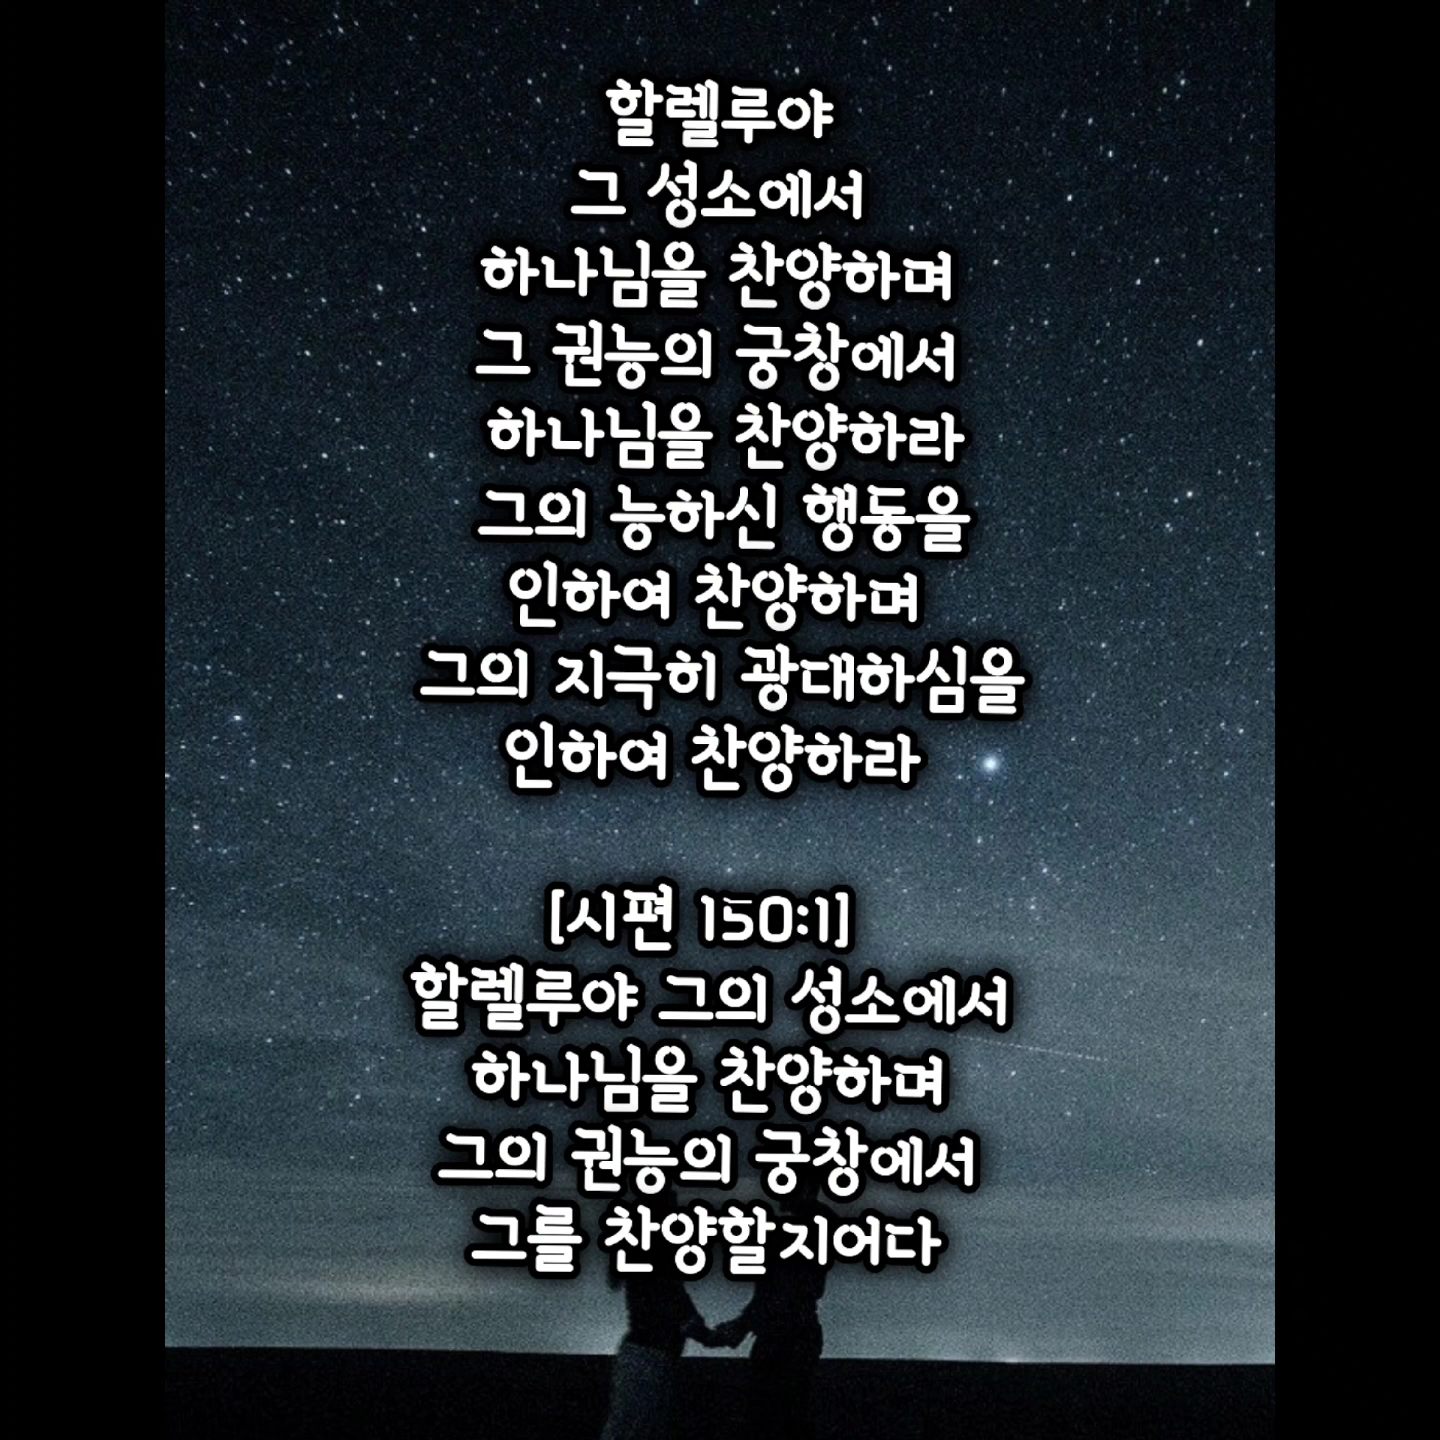 할렐루야
그 성소에서
하나님을 찬양하며
그 권능의 궁창에서
하나님을 찬양하라
그의 능하신 행동을
인하여 찬양하며
그의 지극히 광대하심을
인하여 찬양하라
[시편 150:1]
할렐루야 그의 성소에서
하나님을 찬양하며
그의 권능의 궁창에서
그를 찬양할지어다